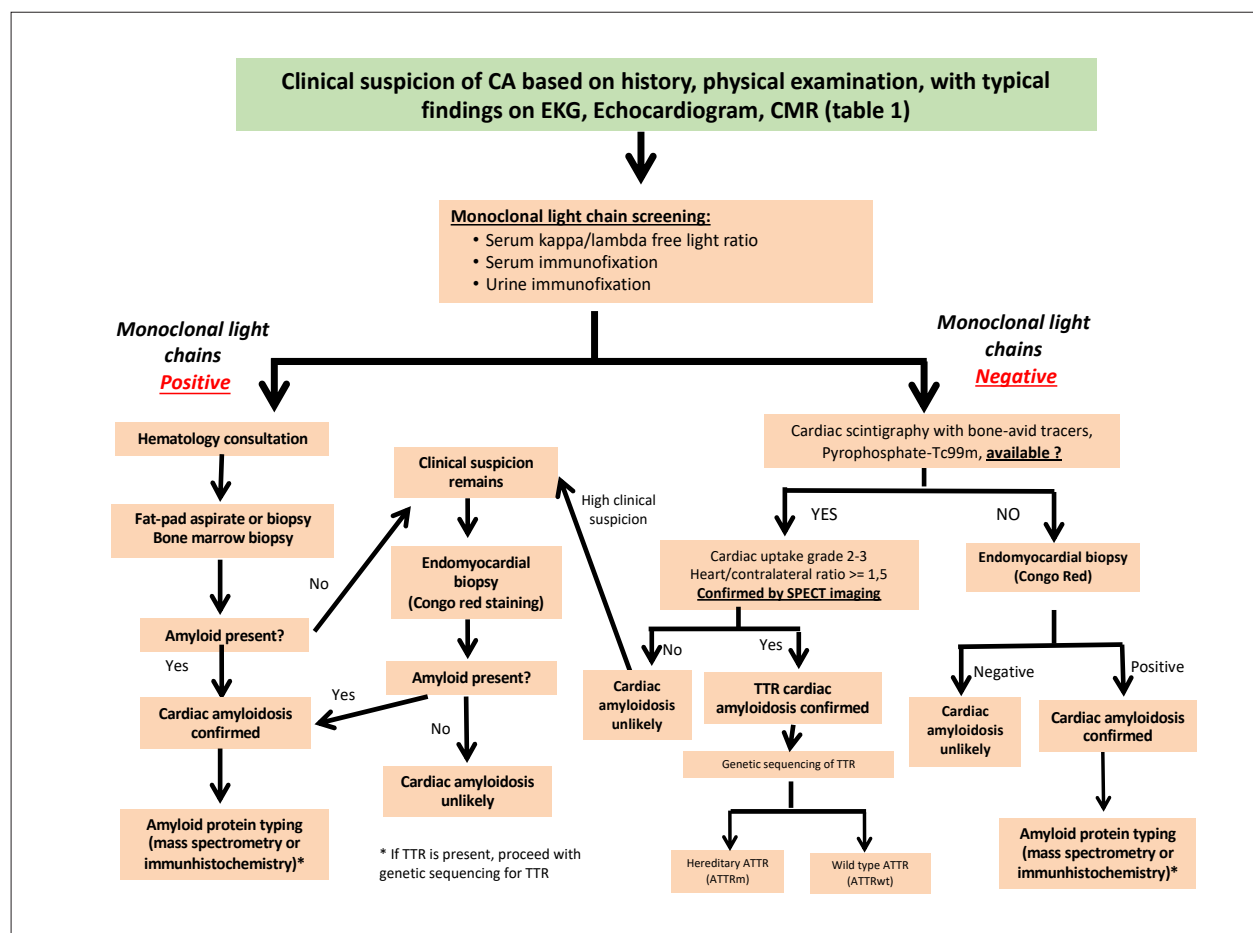 Clinical suspicion of CA based on history, physical examination, with typical
findings on EKG, Echocardiogram, CMR (table 1)
Monoclonal light chain screening:
• Serum kappa/lambda free light ratio
• Serum immunofixation
• Urine immunofixation
Monoclonal light
chains
Positive
Monoclonal light
chains
Negative
Hematology consultation
Fat-pad aspirate or biopsy
Bone marrow biopsy
No
Amyloid present?
Yes
Cardiac amyloidosis
confirmed
Amyloid protein typing
(mass spectrometry or
immunhistochemistry)*
Clinical suspicion
remains
High clinical
suspicion
Endomyocardial
biopsy
(Congo red staining)
Amyloid present?
Yes
No
Cardiac amyloidosis
unlikely
* If TTR is present, proceed with
genetic sequencing for TTR
Cardiac scintigraphy with bone-avid tracers,
Pyrophosphate-Tc99m, available ?
YES
NO
Cardiac uptake grade 2-3
Heart/contralateral ratio >= 1,5
Confirmed by SPECT imaging
No
Yes
Cardiac
amyloidosis
unlikely
TTR cardiac
amyloidosis confirmed
Genetic sequencing of TTR
Hereditary ATTR
(ATTRm)
Wild type ATTR
(ATTRwt)
Endomyocardial biopsy
(Congo Red)
Negative
Positive
Cardiac
amyloidosis
unlikely
Cardiac amyloidosis
confirmed
Amyloid protein typing
(mass spectrometry or
immunhistochemistry)*